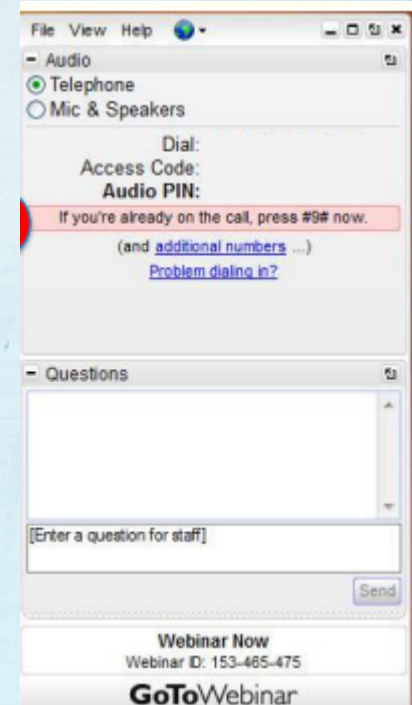 File View Help
Audio
Telephone
Mic & Speakers
Dial:
Access Code:
Audio PIN:
If you're already on the call, press #9# now.
(and additional numbers ...)
Problem dialing in?
Questions
[Enter a question for staff]
Send
Webinar Now
Webinar ID: 153-465-475
GoToWebinar